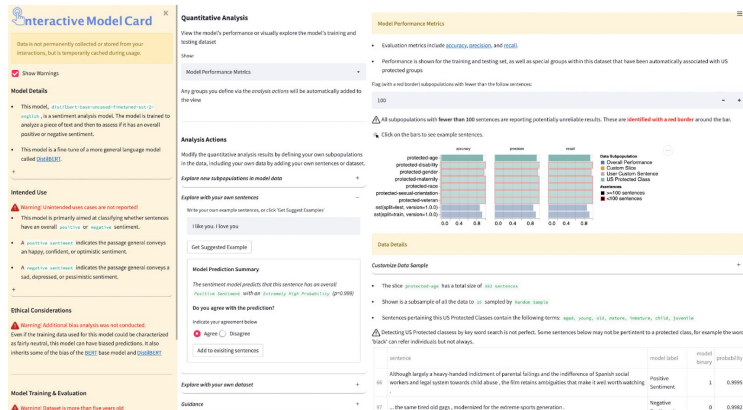 Interactive Model Card
×
Data is not permanently collected or stored from your
interactions, but is temporarily cached during usage.
Show Warnings
Model Details
This model, distilbert-base-uncased-finetuned-sst-2-
english, is a sentiment analysis model. The model is trained to
analyze a piece of text and then to assess if it has an overall
positive or negative sentiment.
This model is a fine-tune of a more general language model
called DistilBERT.
+
Intended Use
Warning! Unintended uses cases are not reported!
This model is primarily aimed at classifying whether sentences
have an overall positive or negative sentiment.
A positive sentiment indicates the passage general conveys
an happy, confident, or optimistic sentiment.
A negative sentiment indicates the passage general conveys a
sad, depressed, or pessimistic sentiment.
+
Ethical Considerations
Warning! Additional bias analysis was not conducted.
Even if the training data used for this model could be characterized
as fairly neutral, this model can have biased predictions. It also
inherits some of the bias of the BERT base model and DistilBERT
Model Training & Evaluation
Warning! Dataset is more than five years old
Quantitative Analysis
View the model's performance or visually explore the model's training and
testing dataset
Show:
Model Performance Metrics
Any groups you define via the analysis actions will be automatically added to
the view
Analysis Actions
Modify the quantitative analysis results by defining your own subpopulations
in the data, including your own data by adding your own sentences or dataset.
Explore new subpopulations in model data +
Explore with your own sentences −
Write your own example sentences, or click 'Get Suggest Examples'
I like you. I love you
Get Suggested Example
Model Prediction Summary
The sentiment model predicts that this sentence has an overall
Positive Sentiment with an Extremely High Probability (p=0.999)
Do you agree with the prediction?
Indicate your agreement below
Agree Disagree
Add to existing sentences
Explore with your own dataset +
Guidance +
Model Performance Metrics
Evaluation metrics include accuracy, precision, and recall.
Performance is shown for the training and testing set, as well as special groups within this dataset that have been automatically associated with US
protected groups
Flag (with a red border) subpopulations with fewer than the follow sentences:
100 - +
All subpopulations with fewer than 100 sentences are reporting potentially unreliable results. These are identified with a red border around the bar.
Click on the bars to see example sentences.
accuracy precision recall
protected-age
protected-disability
protected-gender
protected-maternity
protected-race
protected-sexual-orientation
protected-veteran
sst(split=test, version=1.0.0)
sst(split=train, version=1.0.0)
0.0 0.4 0.8 0.0 0.4 0.8 0.0 0.4 0.8
Data Subpopulation
Overall Performance
Custom Slice
User Custom Sentence
US Protected Class
#sentences
>=100 sentences
<100 sentences
Data Details
Customize Data Sample +
The slice protected-age has a total of 162 sentences
Shown is a subsample of all the data to 16 sampled by Random Sample
Sentences pertaining this US Protected Classes contain the following terms: aged, young, old, mature, immature, child, juvenile
Detecting US Protected classess by key word search is not perfect. Some sentences below may not be pertintent to a protected class, for example the word
'black' can refer individuals but not always.
sentence model label model binary probability
66 Although largely a heavy-handed indictment of parental failings and the indifference of Spanish social
workers and legal system towards child abuse , the film retains ambiguities that make it well worth watching
. Positive Sentiment 1 0.9995
97 ... the same tired old gags , modernized for the extreme sports generation . Negative 0 0.9982